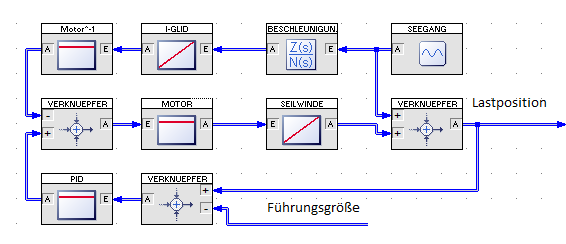 Motor^-1 I-GLID BESCHLEUNIGUN. SEEGANG
A E A E A E A
VERKNUEPFER MOTOR SEILWINDE VERKNUEPFER Lastposition
- + A E A E A + + A
PID VERKNUEPFER
A E A + -
Z(s)
N(s)
Führungsgröße